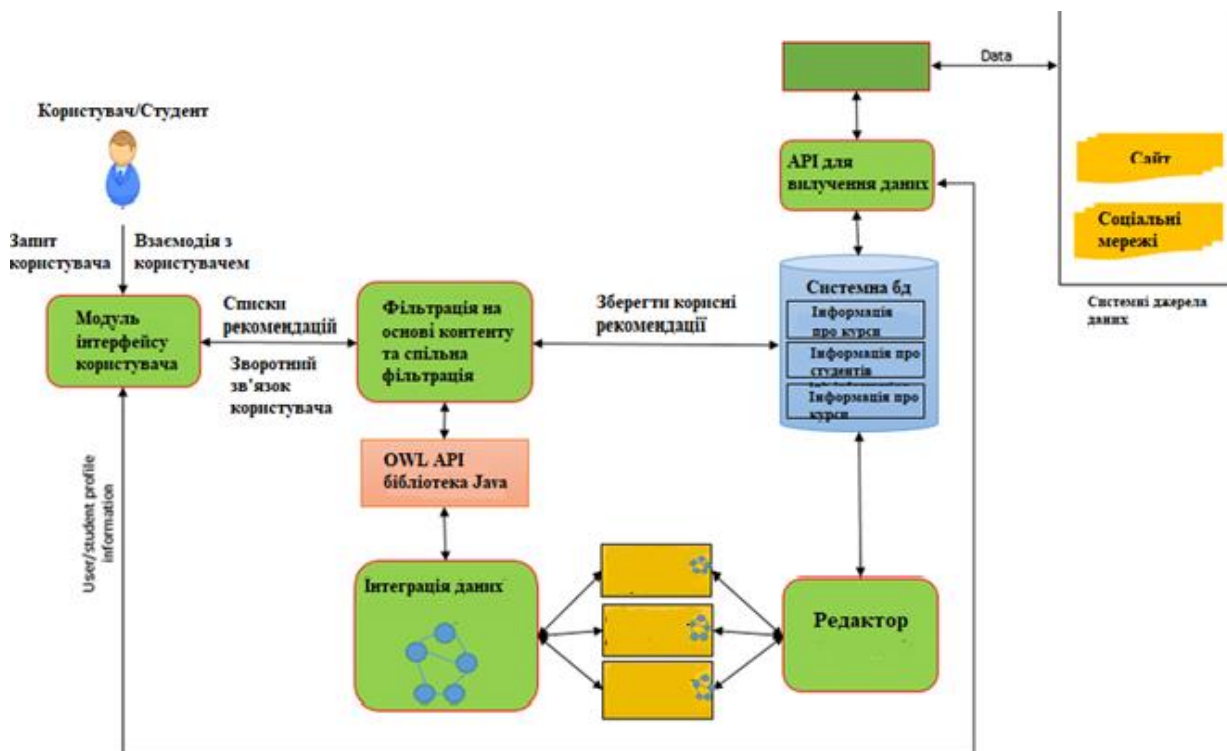 Data
Користувач/Студент
API для
вилучення даних
Сайт
Соціальні
мережі
Запит
користувача
Взаємодія з
користувачем
Системні джерела
даних
Модуль
інтерфейсу
користувача
Списки
рекомендацій
Зворотний
зв'язок
користувача
Фільтрація на
основі контенту
та спільна
фільтрація
Зберегти корисні
рекомендації
Системна бд
Інформація
про курси
Інформація про
студентів
Інформація про
курси
OWL API
бібліотека Java
User/student profile
information
Інтеграція даних
Редактор